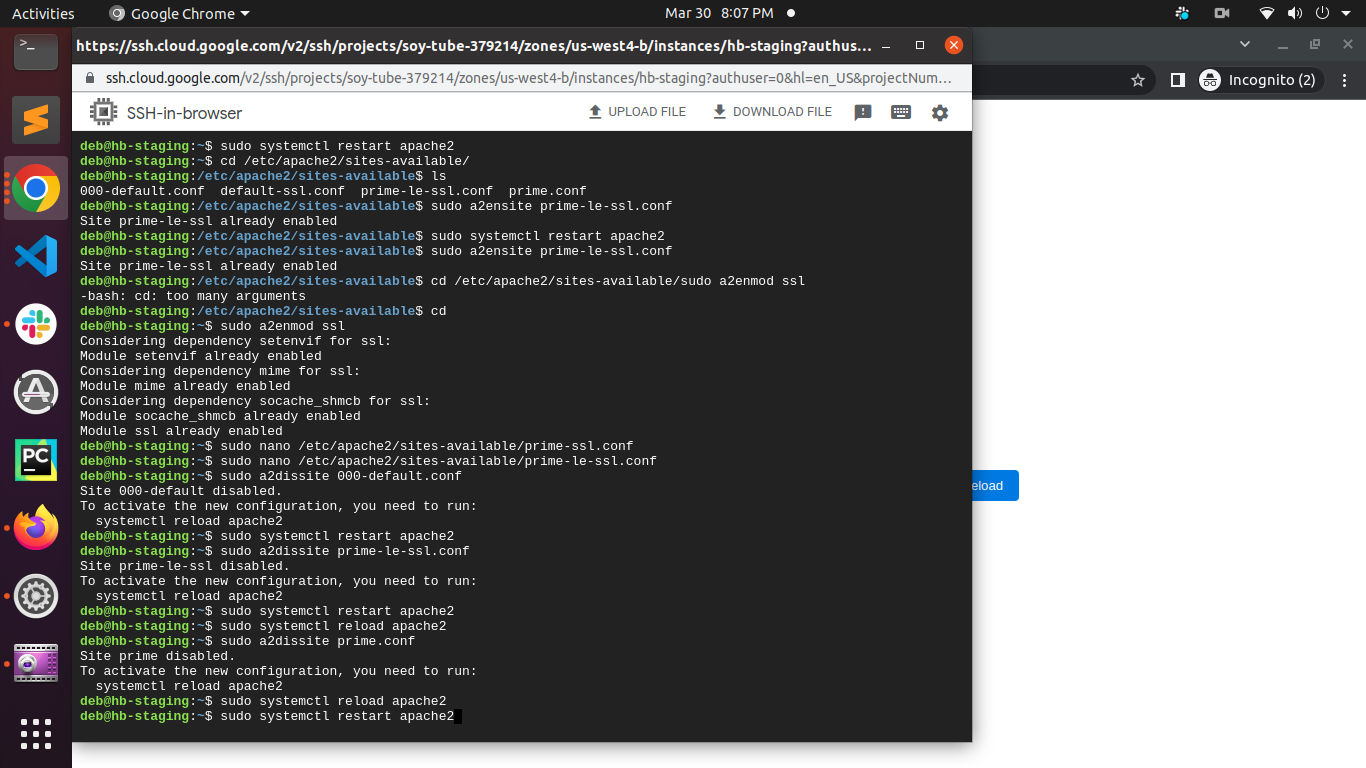 Activities
Google Chrome
Mar 30 8:07 PM
https://ssh.cloud.google.com/v2/ssh/projects/soy-tube-379214/zones/us-west4-b/instances/hb-staging?authus...
ssh.cloud.google.com/v2/ssh/projects/soy-tube-379214/zones/us-west4-b/instances/hb-staging?authuser=0&hl=en_US&projectNum...
Incognito (2)
SSH-in-browser
UPLOAD FILE
DOWNLOAD FILE
deb@hb-staging:~$ sudo systemctl restart apache2
deb@hb-staging:~$ cd /etc/apache2/sites-available/
deb@hb-staging:/etc/apache2/sites-available$ ls
000-default.conf  default-ssl.conf  prime-le-ssl.conf  prime.conf
deb@hb-staging:/etc/apache2/sites-available$ sudo a2ensite prime-le-ssl.conf
Site prime-le-ssl already enabled
deb@hb-staging:/etc/apache2/sites-available$ sudo systemctl restart apache2
deb@hb-staging:/etc/apache2/sites-available$ sudo a2ensite prime-le-ssl.conf
Site prime-le-ssl already enabled
deb@hb-staging:/etc/apache2/sites-available$ cd /etc/apache2/sites-available/sudo a2enmod ssl
-bash: cd: too many arguments
deb@hb-staging:/etc/apache2/sites-available$ cd
deb@hb-staging:~$ sudo a2enmod ssl
Considering dependency setenvif for ssl:
Module setenvif already enabled
Considering dependency mime for ssl:
Module mime already enabled
Considering dependency socache_shmcb for ssl:
Module socache_shmcb already enabled
Module ssl already enabled
deb@hb-staging:~$ sudo nano /etc/apache2/sites-available/prime-ssl.conf
deb@hb-staging:~$ sudo nano /etc/apache2/sites-available/prime-le-ssl.conf
deb@hb-staging:~$ sudo a2dissite 000-default.conf
Site 000-default disabled.
To activate the new configuration, you need to run:
  systemctl reload apache2
deb@hb-staging:~$ sudo systemctl restart apache2
deb@hb-staging:~$ sudo a2dissite prime-le-ssl.conf
Site prime-le-ssl disabled.
To activate the new configuration, you need to run:
  systemctl reload apache2
deb@hb-staging:~$ sudo systemctl restart apache2
deb@hb-staging:~$ sudo systemctl reload apache2
deb@hb-staging:~$ sudo a2dissite prime.conf
Site prime disabled.
To activate the new configuration, you need to run:
  systemctl reload apache2
deb@hb-staging:~$ sudo systemctl reload apache2
deb@hb-staging:~$ sudo systemctl restart apache2
eload
>_
PC